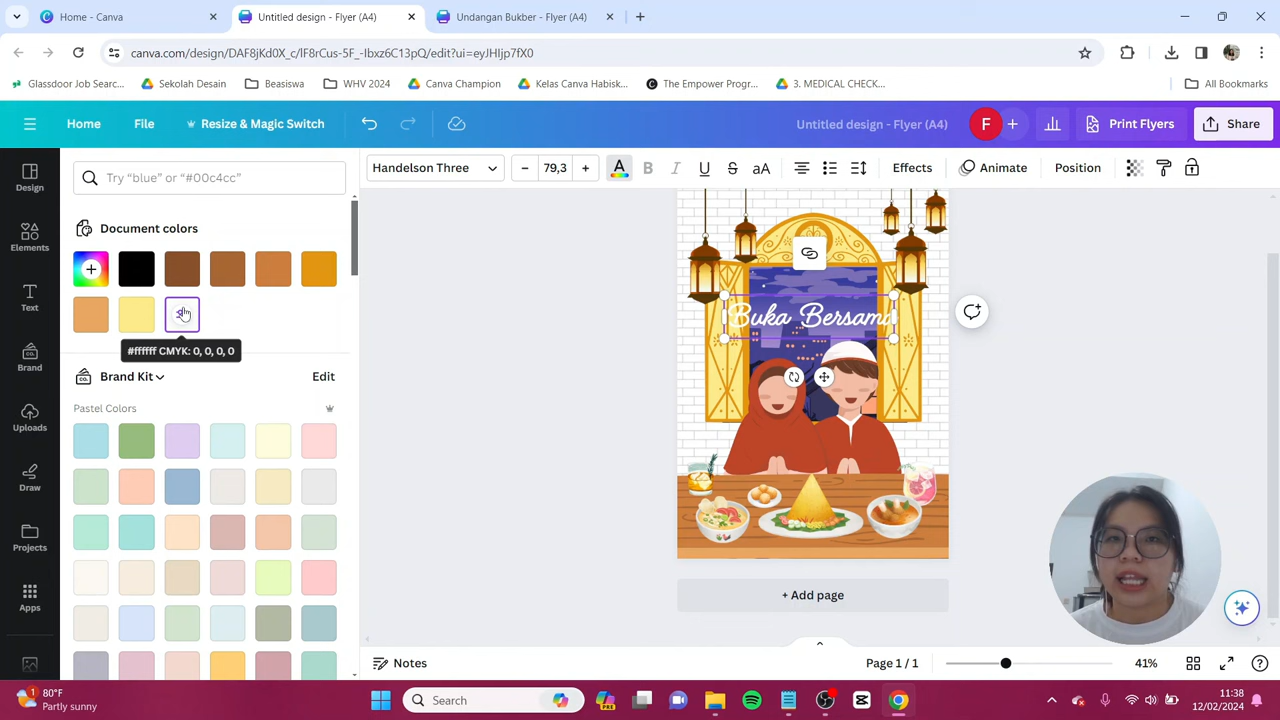 Home - Canva
Untitled design - Flyer (A4)
Undangan Bukber - Flyer (A4)
canva.com/design/DAF8jKd0X_c/lF8rCus-5F_-Ibxz6C13pQ/edit?ui=eyJHIjp7fX0
Glassdoor Job Searc...
Sekolah Desain
Beasiswa
WHV 2024
Canva Champion
Kelas Canva Habisk...
The Empower Progr...
3. MEDICAL CHECK...
All Bookmarks
Home
File
Resize & Magic Switch
Untitled design - Flyer (A4)
F
Print Flyers
Share
Design
Elements
Text
Brand
Uploads
Draw
Projects
Apps
Try “blue” or “#00c4cc”
Document colors
#ffffff CMYK: 0, 0, 0, 0
Brand Kit
Edit
Pastel Colors
Handelson Three
79,3
A
B
I
U
S
aA
Effects
Animate
Position
Buka Bersama
+ Add page
Notes
Page 1 / 1
41%
1
80°F
Partly sunny
Search
PRE
11:38
12/02/2024